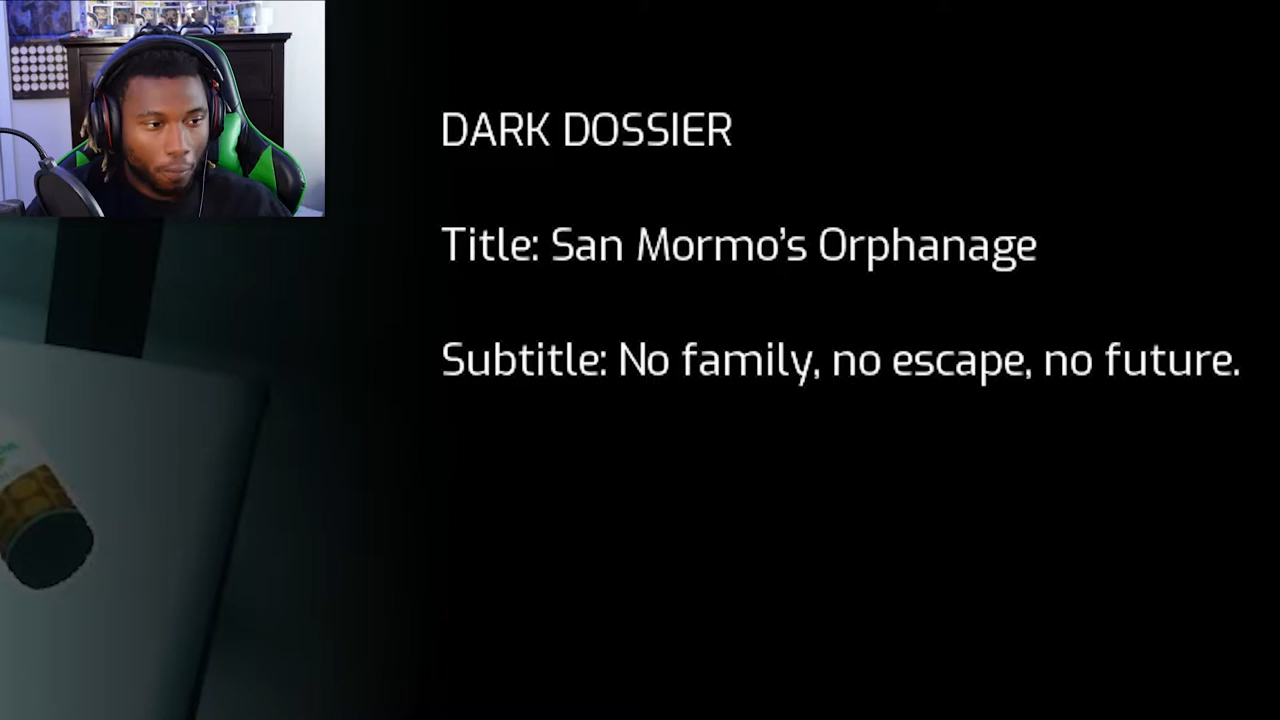 DARK DOSSIER
Title: San Mormo’s Orphanage
Subtitle: No family, no escape, no future.